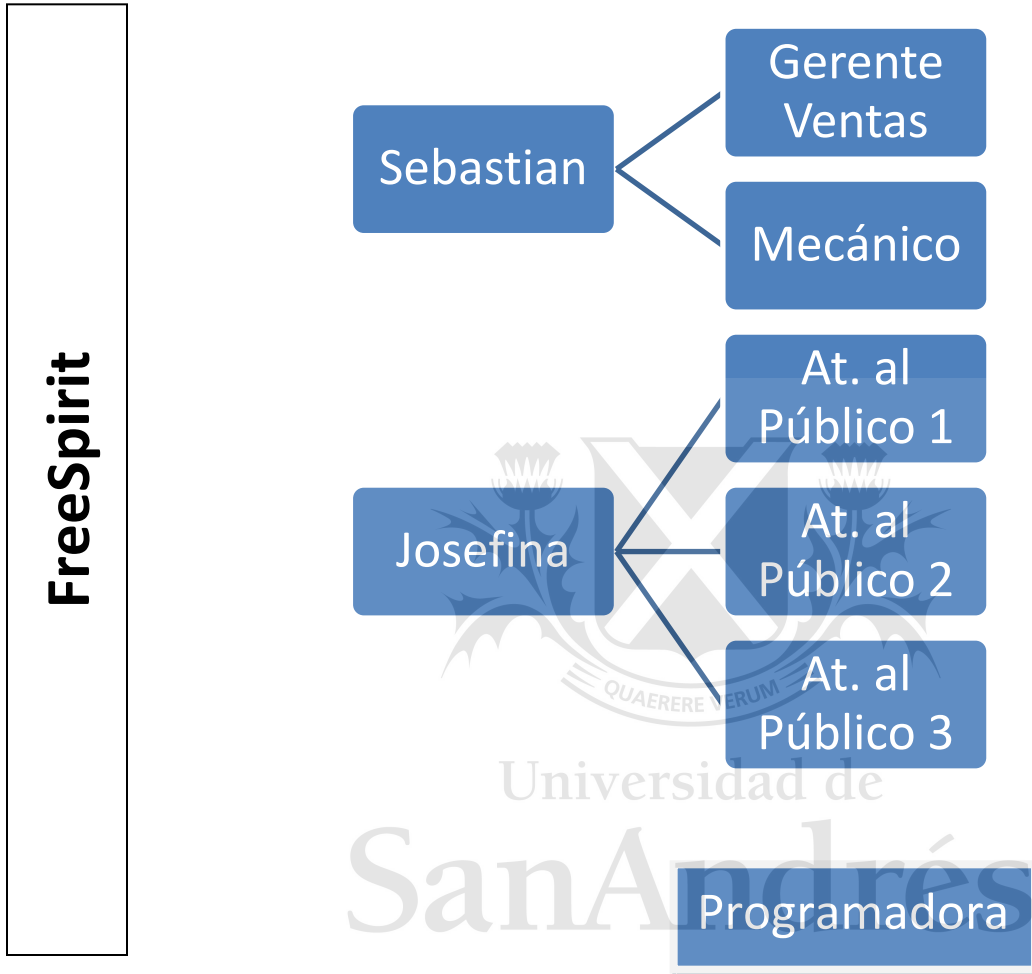 FreeSpirit
Sebastian
Gerente
Ventas
Mecánico
Josefina
At. al
Público 1
At. al
Público 2
At. al
Público 3
QUAERERE VERUM
Universidad de
SanAndrés
Programadora